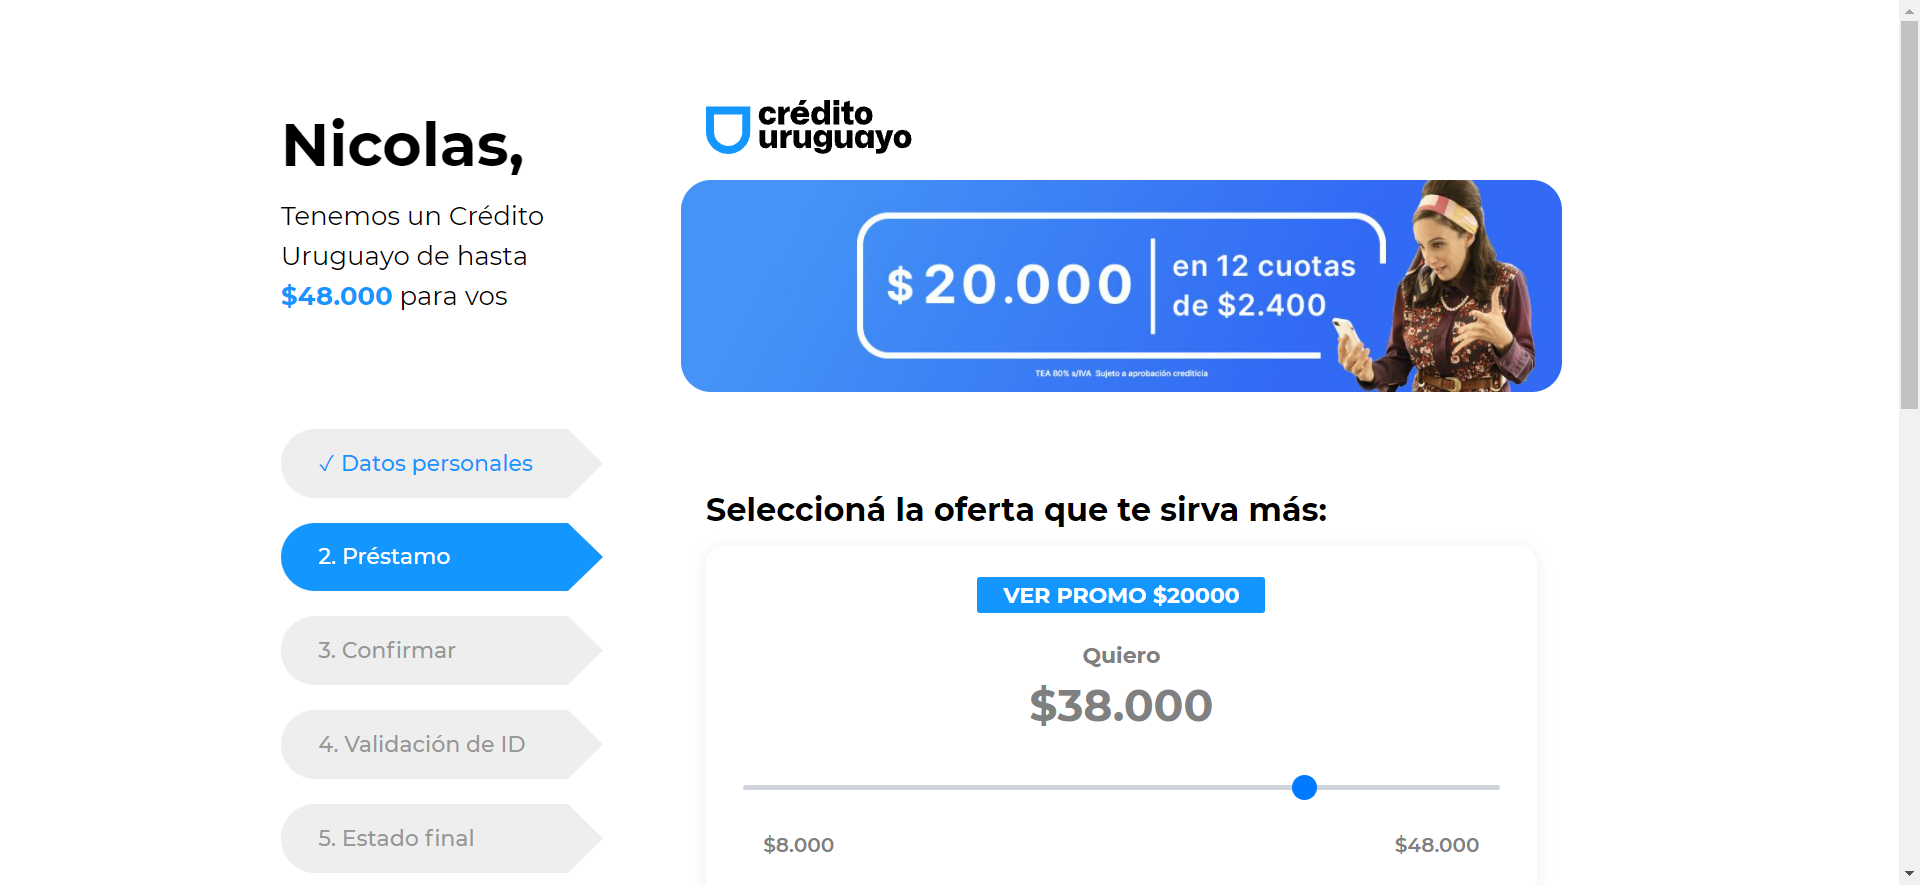 Nicolas,
Tenemos un Crédito
Uruguayo de hasta
$48.000 para vos
✓ Datos personales
2. Préstamo
3. Confirmar
4. Validación de ID
5. Estado final
crédito
uruguayo
$20.000
en 12 cuotas
de $2.400
TEA 80% s/IVA Sujeto a aprobación crediticia
Seleccioná la oferta que te sirva más:
VER PROMO $20000
Quiero
$38.000
$8.000
$48.000